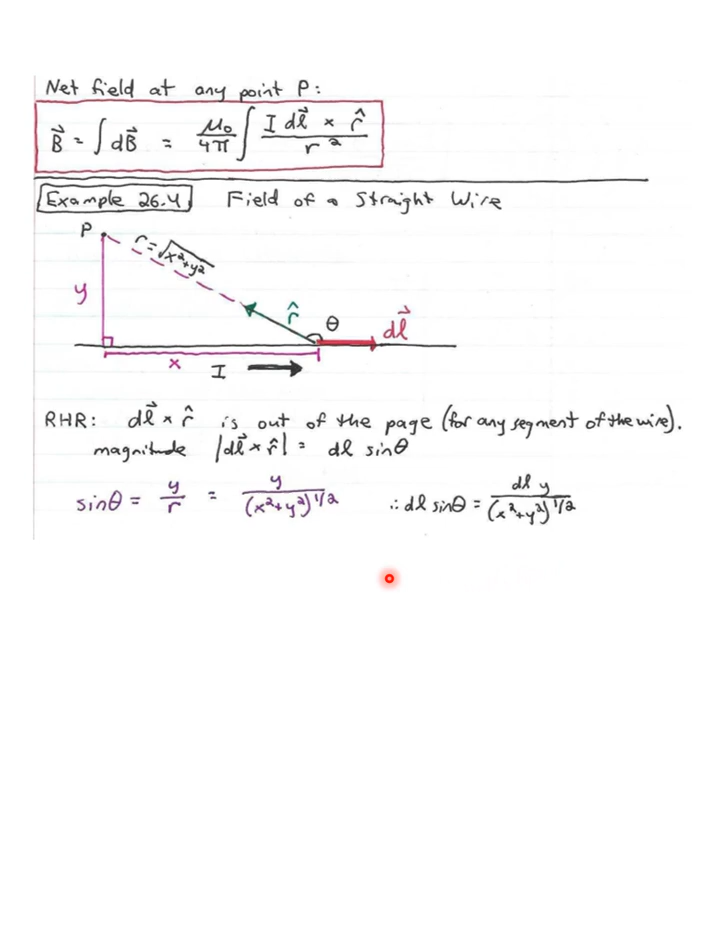 Net field at any point P:
B⃗ = ∫ dB⃗ = μ₀/4π ∫ I dl⃗ × r̂ / r²
Example 26.4 Field of a Straight Wire
P
r = √x²+y²
y
r̂
θ
dl⃗
x
I
RHR: dl⃗ × r̂ is out of the page (for any segment of the wire).
magnitude |dl⃗ × r̂| = dl sinθ
sinθ = y/r = y/(x²+y²)^1/2 ∴ dl sinθ = dl y/(x²+y²)^1/2